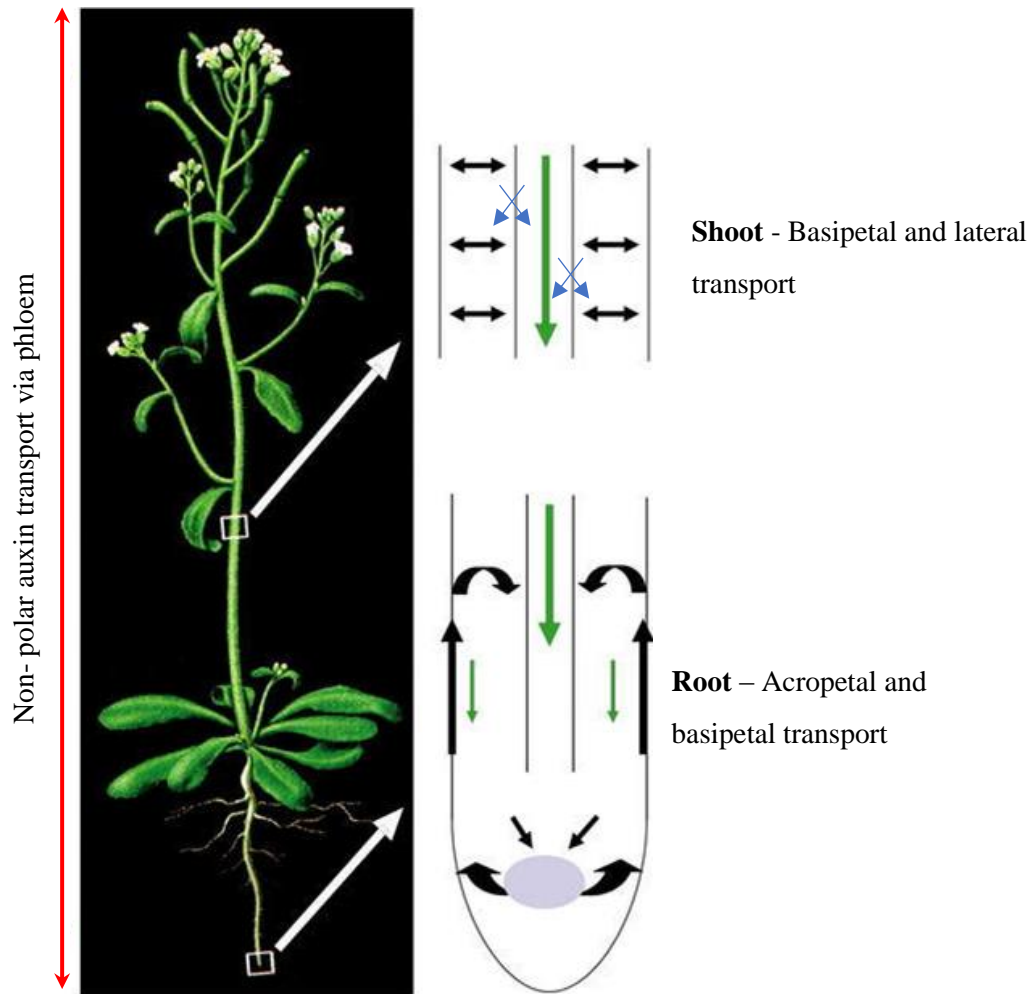 Non- polar auxin transport via phloem
Shoot - Basipetal and lateral
transport
Root – Acropetal and
basipetal transport